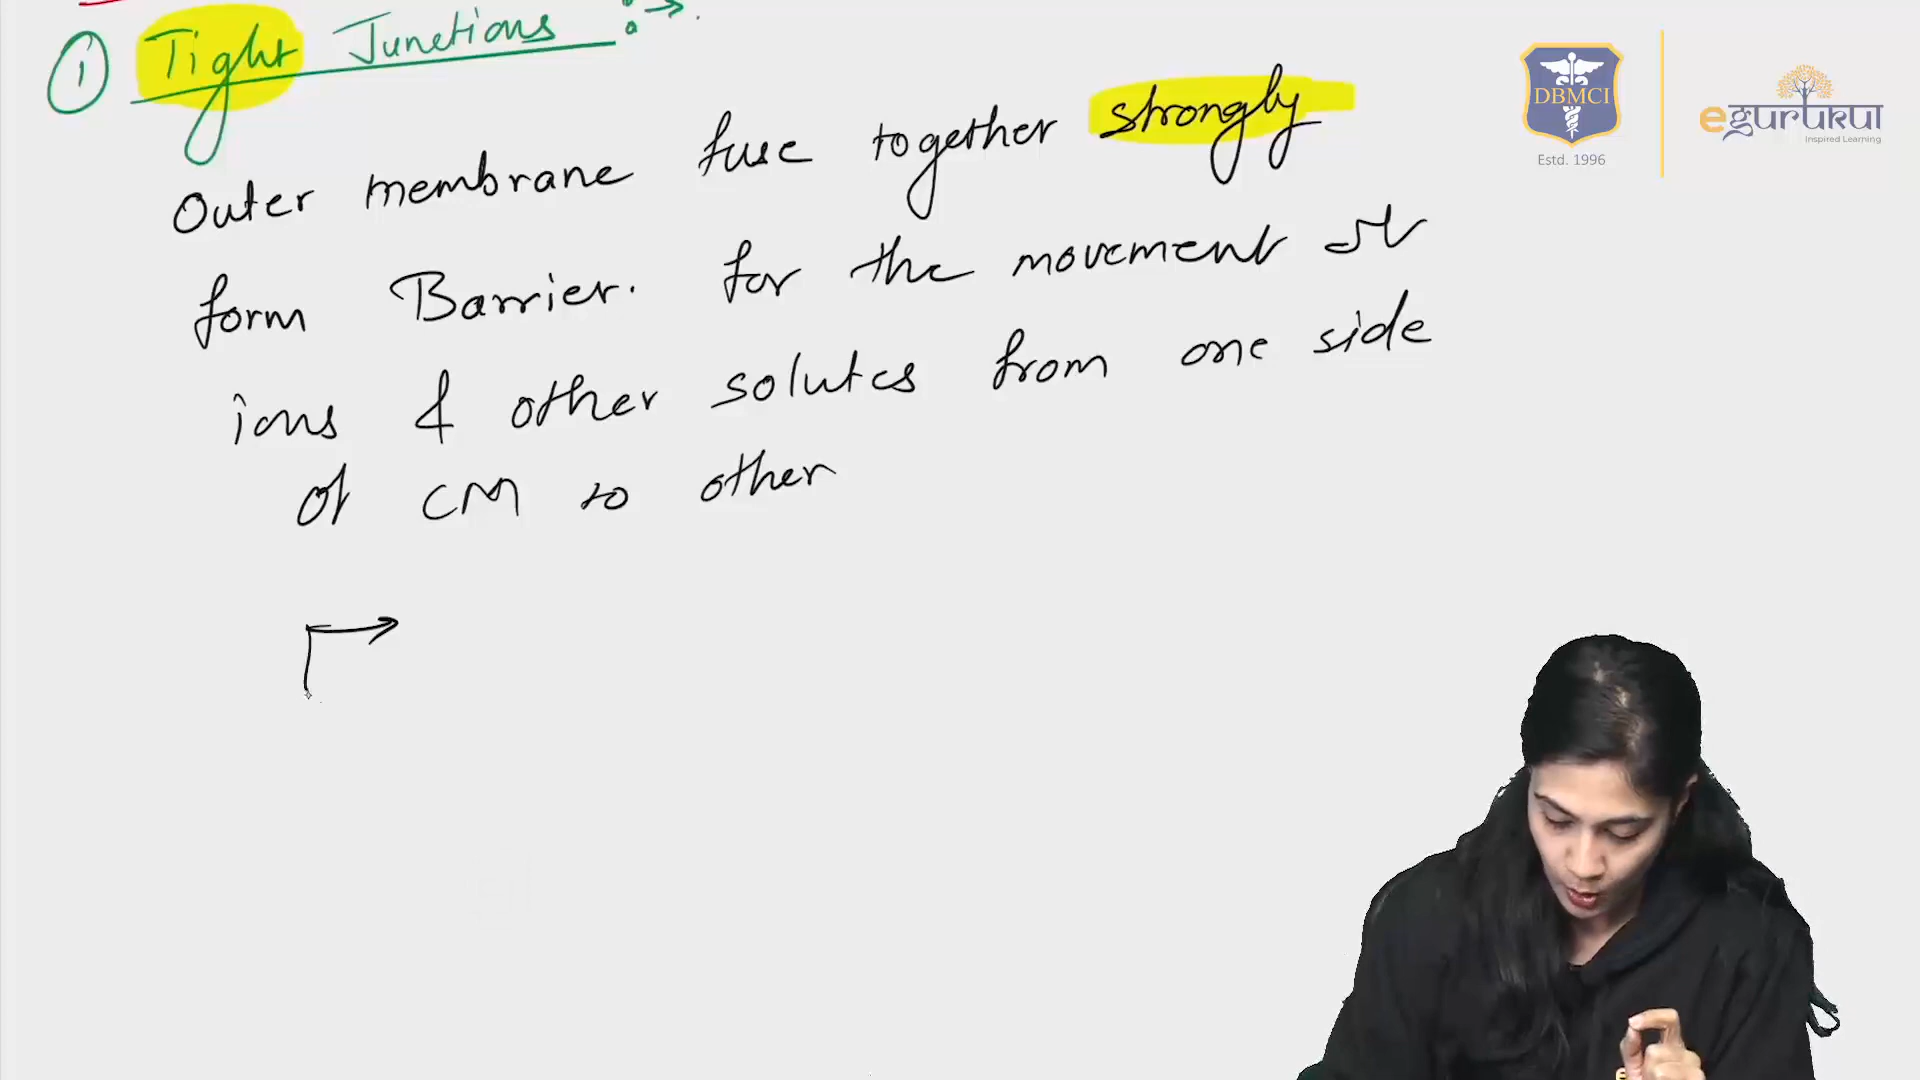 ① Tight Junctions :→
Outer membrane fuse together strongly
form Barrier. for the movement of
ions & other solutes from one side
of CM to other
DBMCI
Estd. 1996
egurukul
Inspired Learning